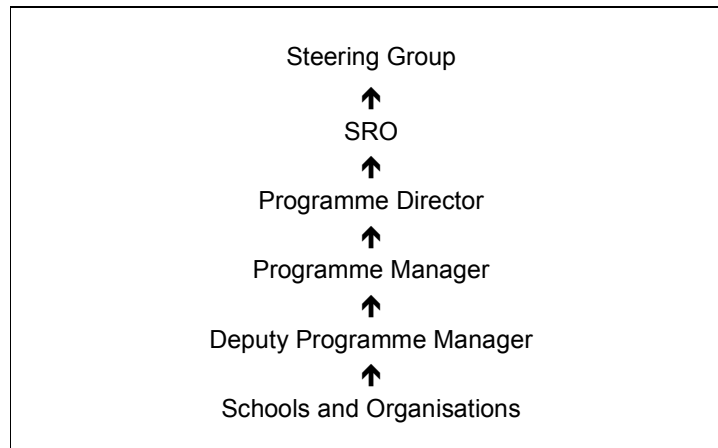 Steering Group
↑
SRO
↑
Programme Director
↑
Programme Manager
↑
Deputy Programme Manager
↑
Schools and Organisations